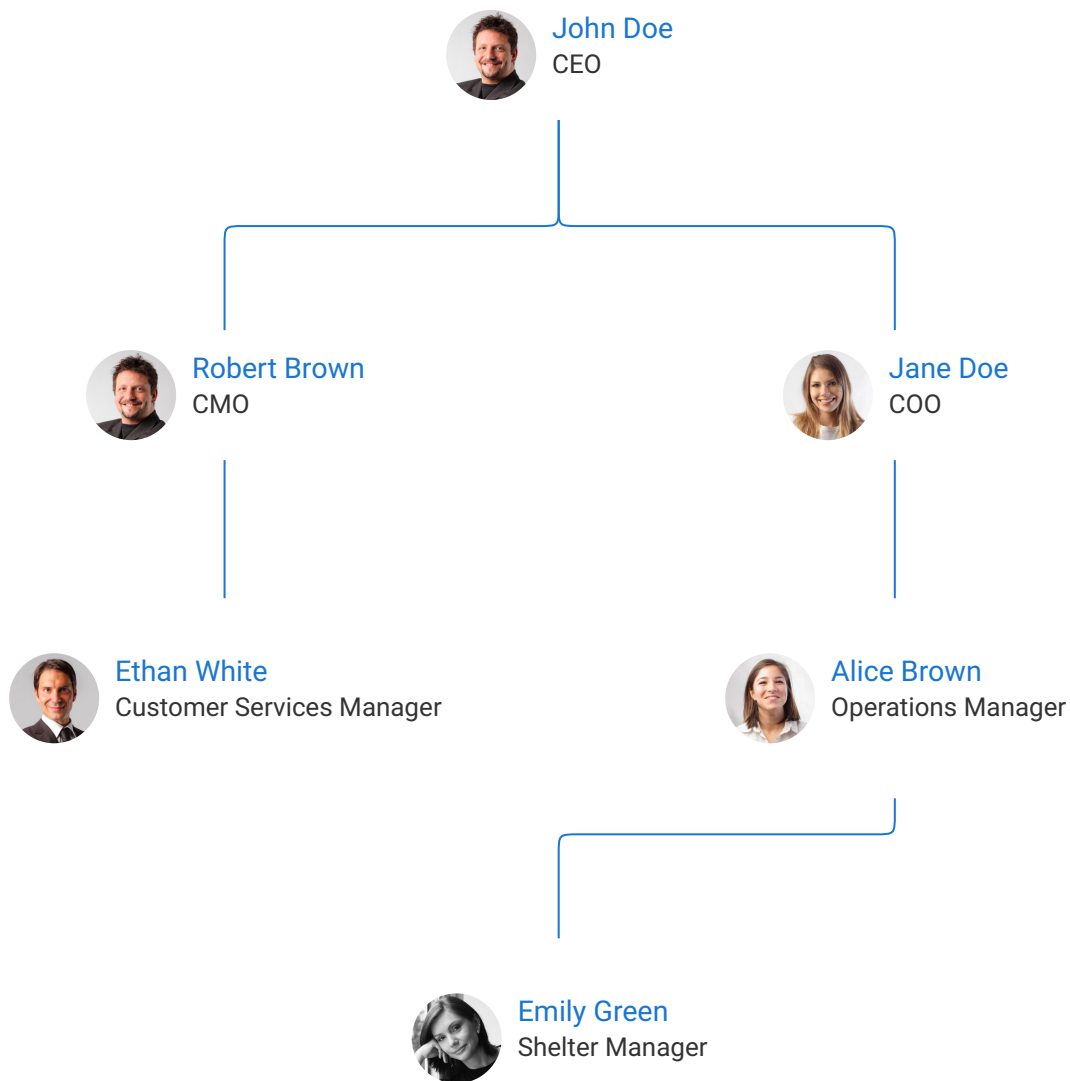 John Doe
CEO
Robert Brown
CMO
Jane Doe
COO
Ethan White
Customer Services Manager
Alice Brown
Operations Manager
Emily Green
Shelter Manager